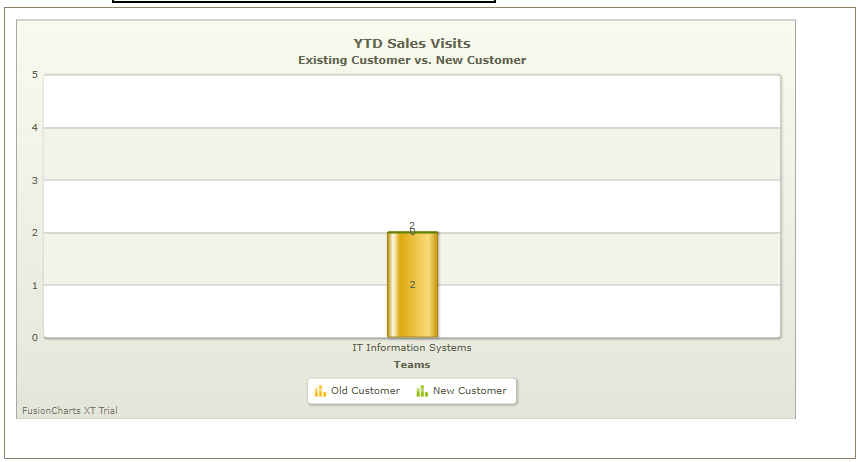 YTD Sales Visits
Existing Customer vs. New Customer
5
4
3
2
1
0
2
0
2
IT Information Systems
Teams
Old Customer New Customer
FusionCharts XT Trial